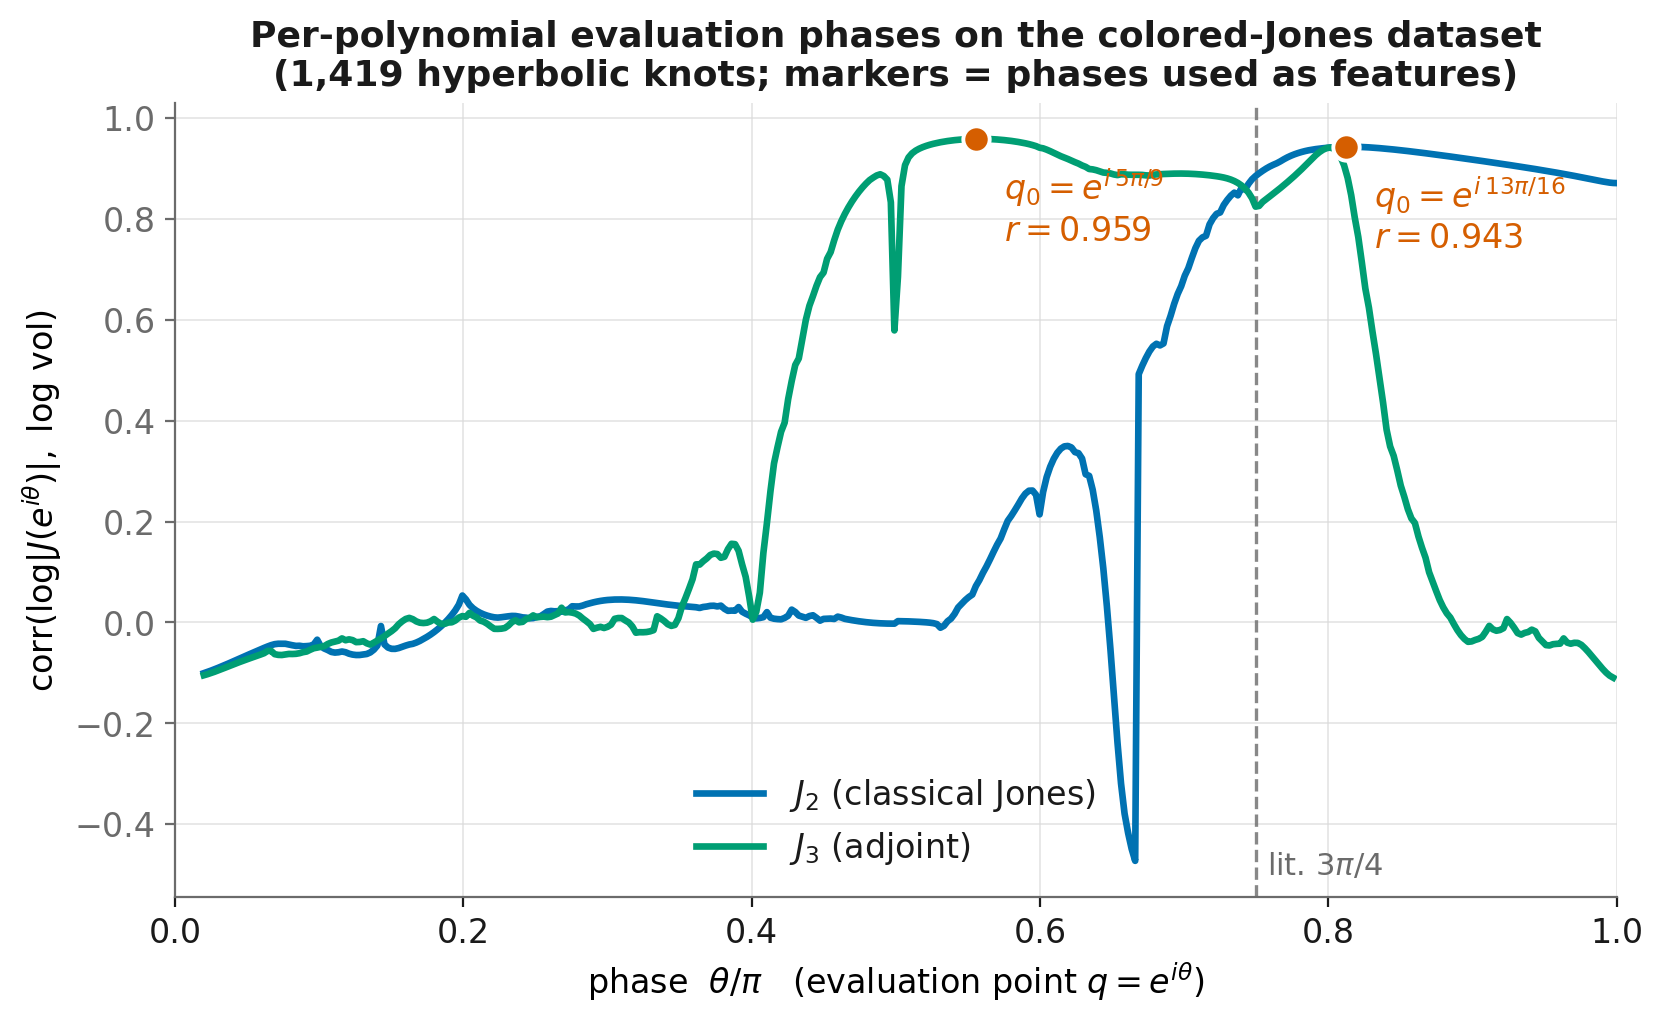 Per-polynomial evaluation phases on the colored-Jones dataset
(1,419 hyperbolic knots; markers = phases used as features)
corr(log|J(e^{iθ})|, log vol)
1.0
0.8
0.6
0.4
0.2
0.0
−0.2
−0.4
q₀ = e^{i 5π/9}
r = 0.959
q₀ = e^{i 13π/16}
r = 0.943
J₂ (classical Jones)
J₃ (adjoint)
lit. 3π/4
0.0 0.2 0.4 0.6 0.8 1.0
phase θ/π (evaluation point q = e^{iθ})